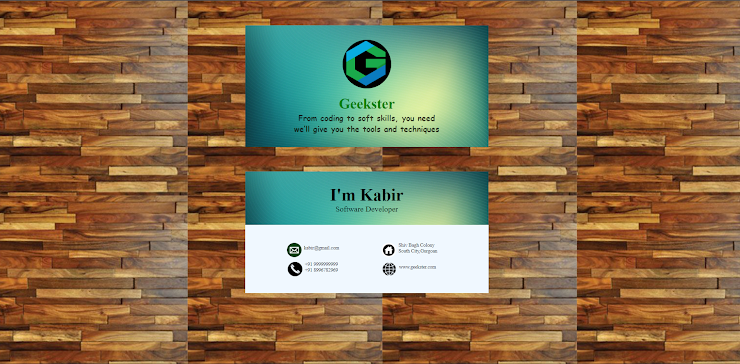 Geekster
From coding to soft skills, you need
we'll give you the tools and techniques
I'm Kabir
Software Developer
kabir@gmail.com
Shiv Bagh Colony
South City,Gurgaon
+91 9999999999
+91 8996782969
www.geekster.com